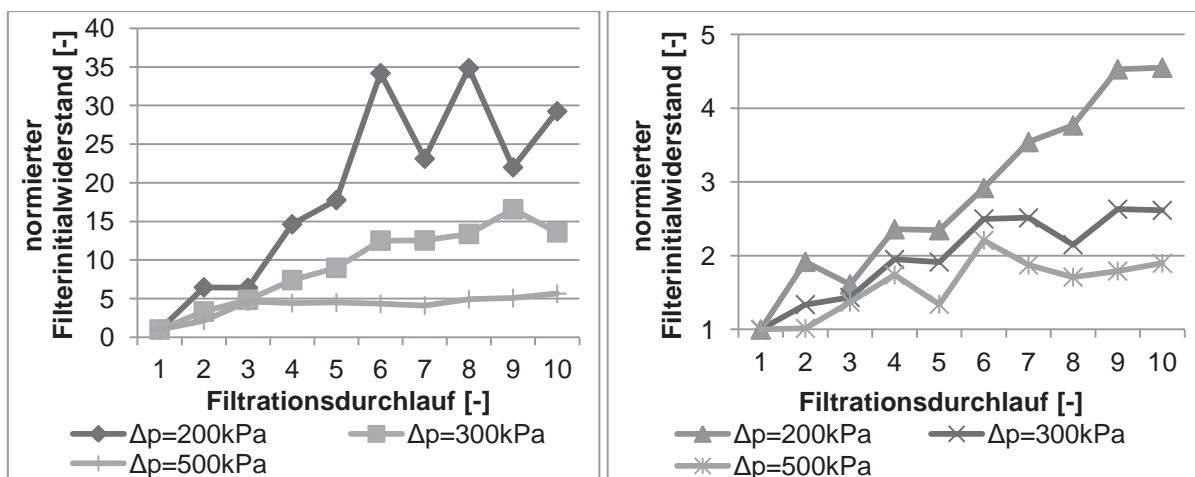 normierter
Filterinitialwiderstand [-]
40
35
30
25
20
15
10
5
0
1 2 3 4 5 6 7 8 9 10
Filtrationsdurchlauf [-]
Δp=200kPa Δp=300kPa
Δp=500kPa
normierter
Filterinitialwiderstand [-]
5
4
3
2
1
1 2 3 4 5 6 7 8 9 10
Filtrationsdurchlauf [-]
Δp=200kPa Δp=300kPa
Δp=500kPa